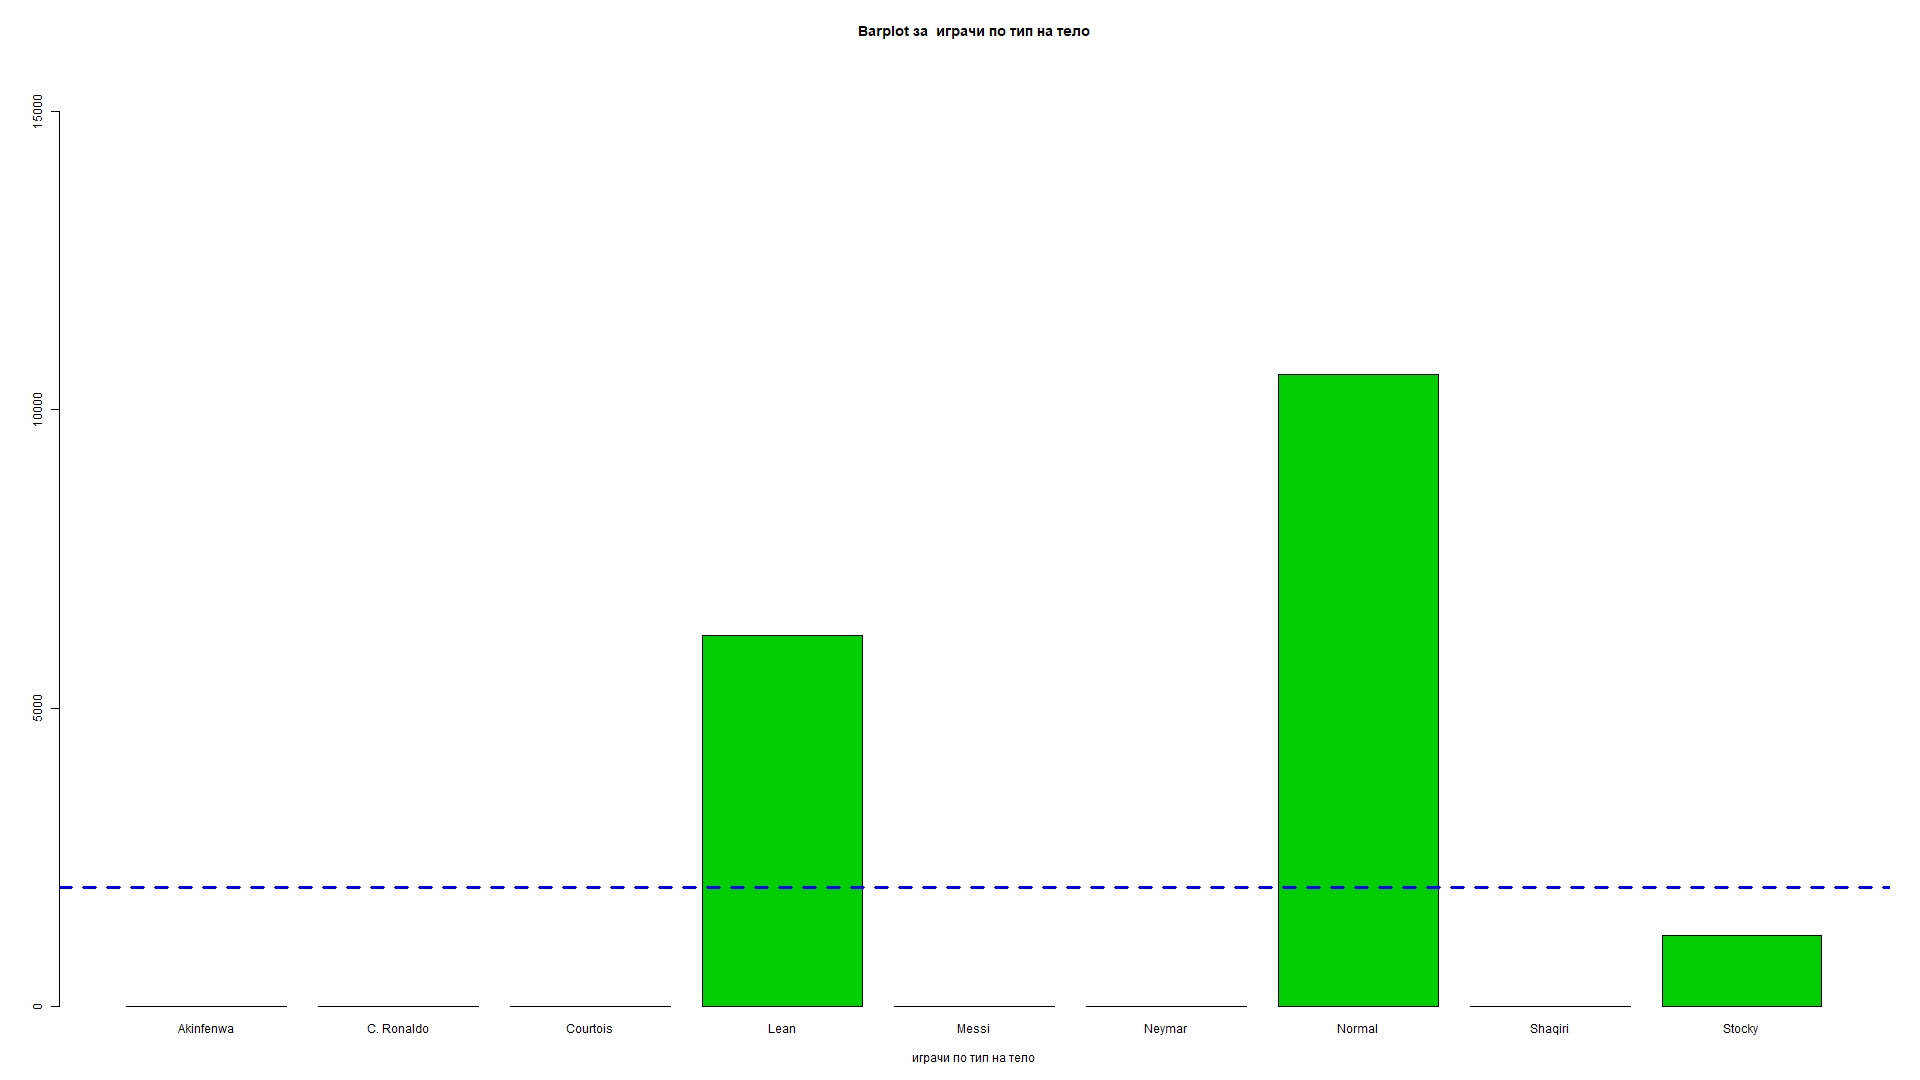 Barplot за  играчи по тип на тело
15000
10000
5000
0
Akinfenwa C. Ronaldo Courtois Lean Messi Neymar Normal Shaqiri Stocky
играчи по тип на тело